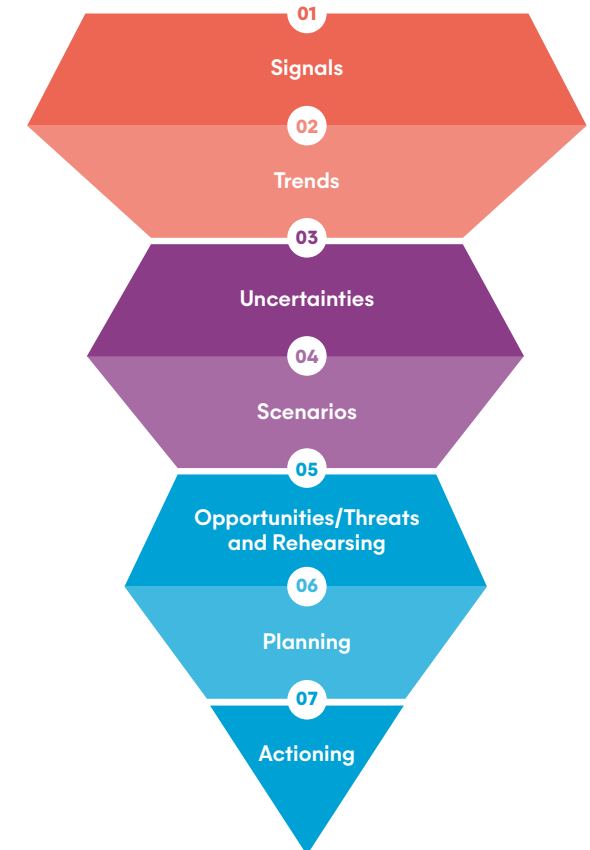 01
Signals
02
Trends
03
Uncertainties
04
Scenarios
05
Opportunities/Threats
and Rehearsing
06
Planning
07
Actioning